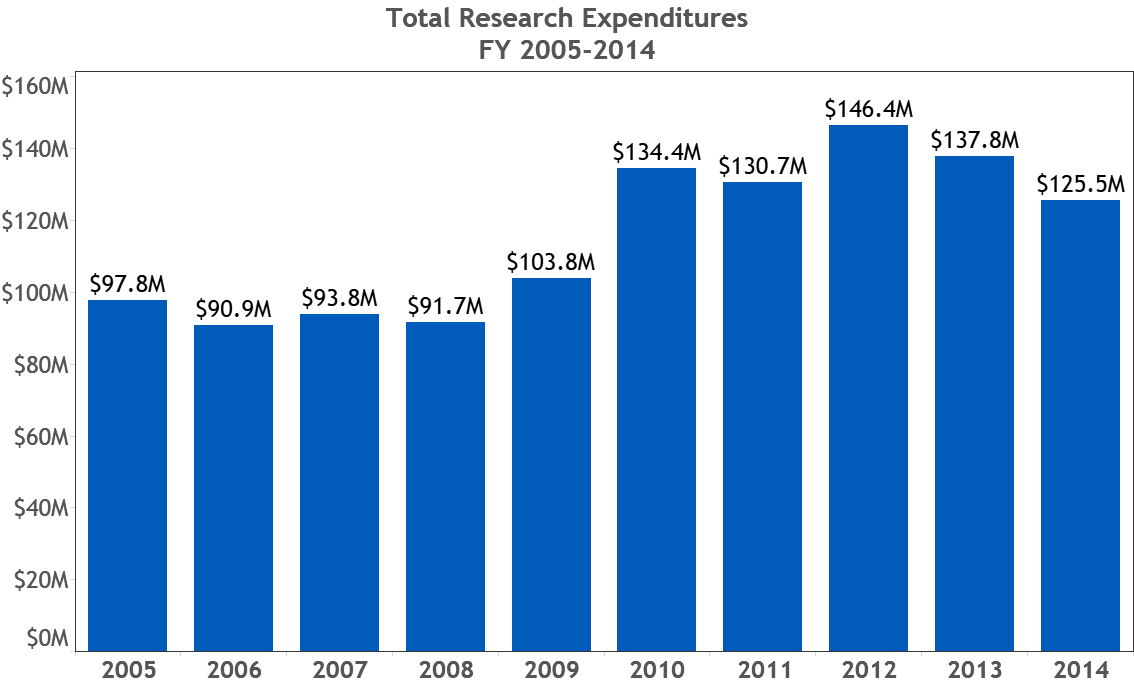 Total Research Expenditures
FY 2005-2014
$160M
$140M
$120M
$100M
$80M
$60M
$40M
$20M
$0M
$97.8M
$90.9M
$93.8M
$91.7M
$103.8M
$134.4M
$130.7M
$146.4M
$137.8M
$125.5M
2005 2006 2007 2008 2009 2010 2011 2012 2013 2014